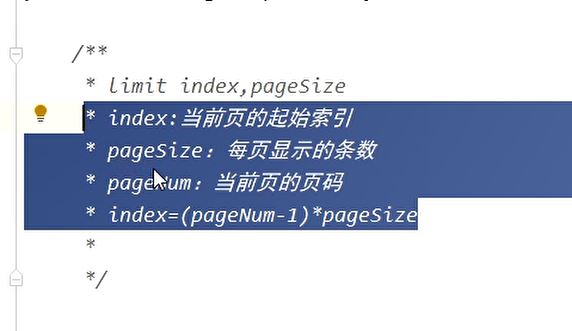 /**
* limit index,pageSize
* index:当前页的起始索引
* pageSize：每页显示的条数
* pageNum：当前页的页码
* index=(pageNum-1)*pageSize
*
*/